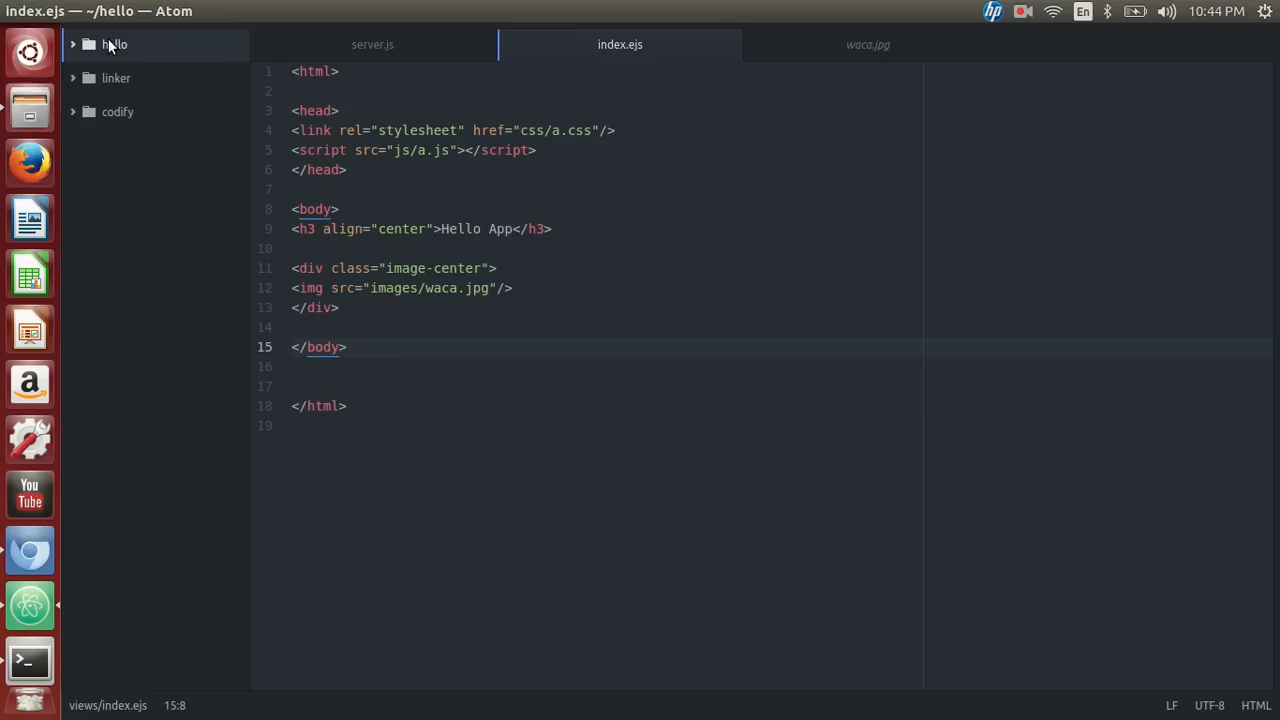 index.ejs — ~/hello — Atom
hp
En
10:44 PM
hello
linker
codify
server.js
index.ejs
waca.jpg
1 <html>
2
3 <head>
4 <link rel="stylesheet" href="css/a.css"/>
5 <script src="js/a.js"></script>
6 </head>
7
8 <body>
9 <h3 align="center">Hello App</h3>
10
11 <div class="image-center">
12 <img src="images/waca.jpg"/>
13 </div>
14
15 </body>
16
17
18 </html>
19
a
You
Tube
>_
views/index.ejs
15:8
LF
UTF-8
HTML